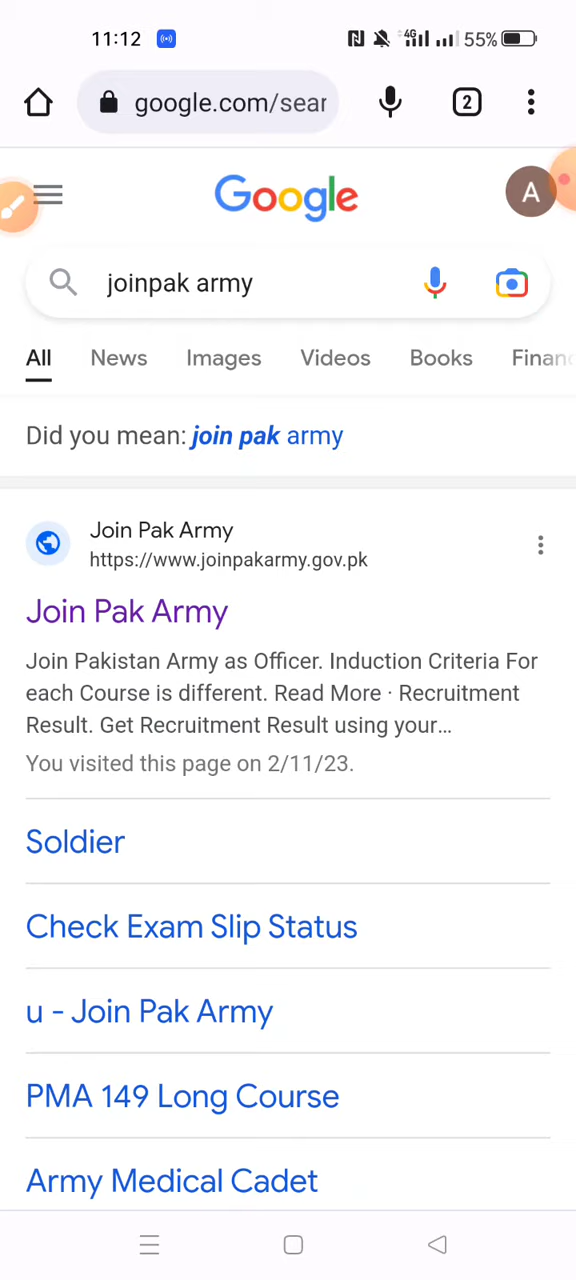 11:12 4G 55%
google.com/sear 2
Google A
joinpak army
All News Images Videos Books Financ
Did you mean: join pak army
Join Pak Army
https://www.joinpakarmy.gov.pk
Join Pak Army
Join Pakistan Army as Officer. Induction Criteria For
each Course is different. Read More · Recruitment
Result. Get Recruitment Result using your...
You visited this page on 2/11/23.
Soldier
Check Exam Slip Status
u - Join Pak Army
PMA 149 Long Course
Army Medical Cadet